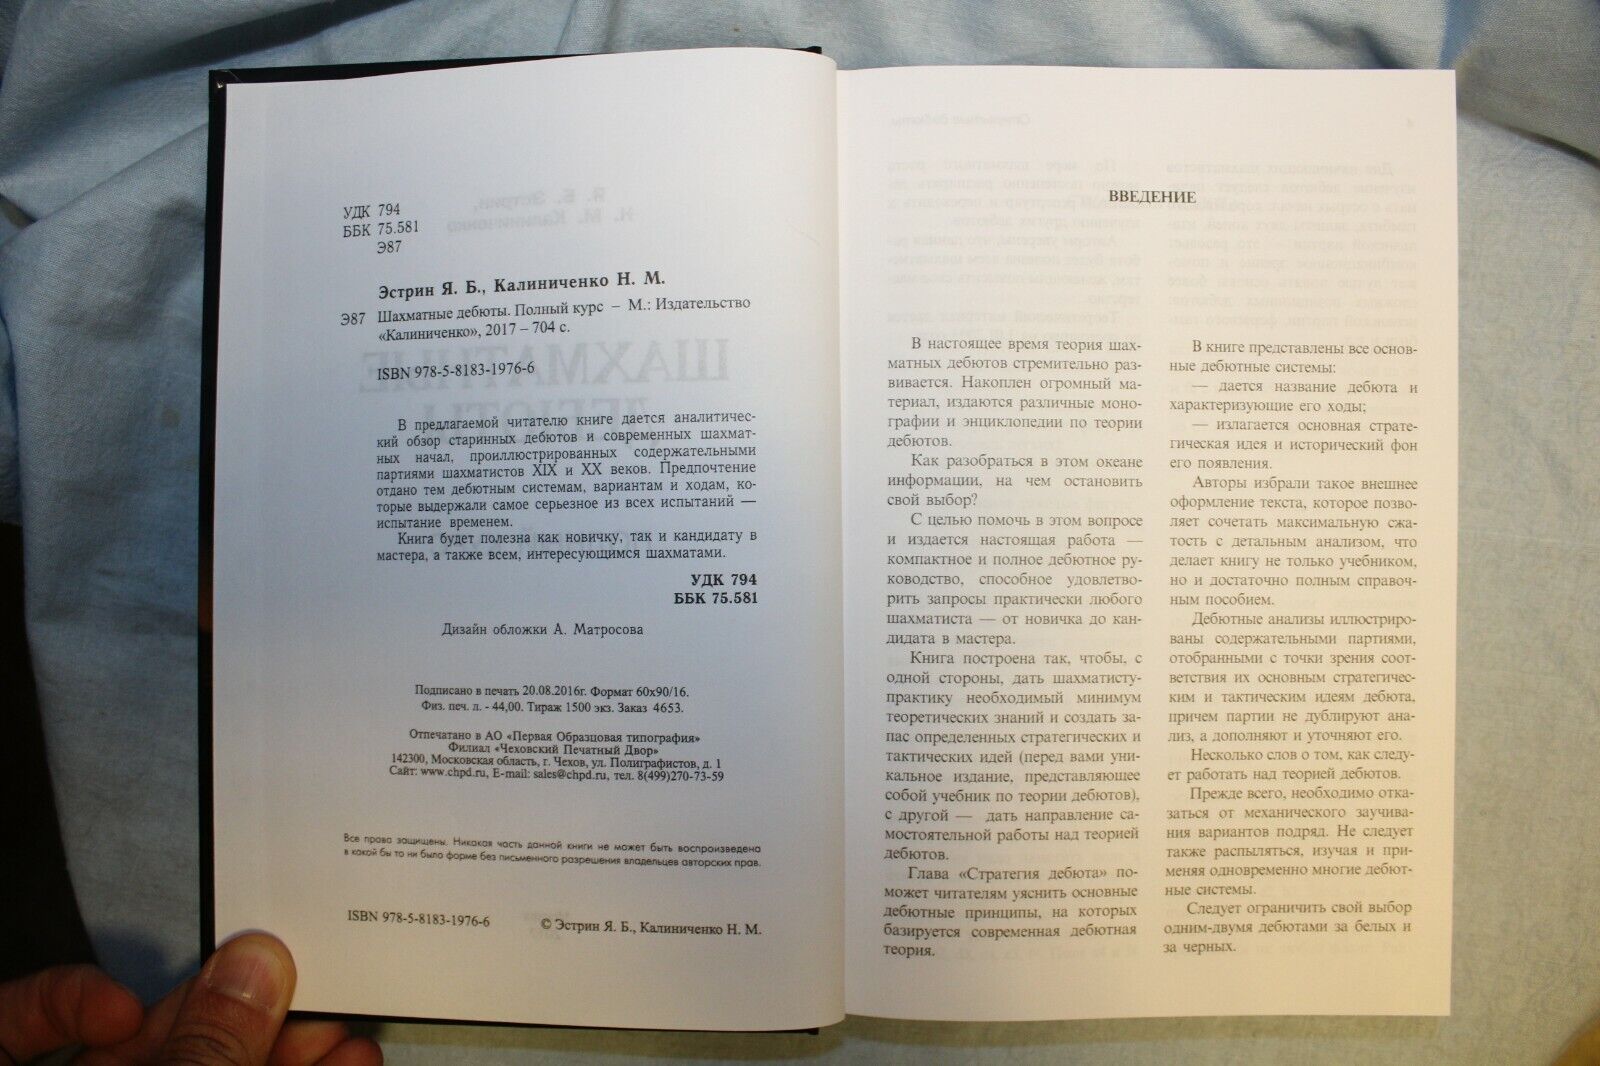 УДК 794
ББК 75.581
Э87
Эстрин Я. Б., Калиниченко Н. М.
Э87 Шахматные дебюты. Полный курс – М.: Издательство
«Калиниченко», 2017 – 704 с.
ISBN 978-5-8183-1976-6
В предлагаемой читателю книге дается аналитичес-
кий обзор старинных дебютов и современных шахмат-
ных начал, проиллюстрированных содержательными
партиями шахматистов XIX и XX веков. Предпочтение
отдано тем дебютным системам, вариантам и ходам, ко-
торые выдержали самое серьезное из всех испытаний —
испытание временем.
Книга будет полезна как новичку, так и кандидату в
мастера, а также всем, интересующимся шахматами.
УДК 794
ББК 75.581
Дизайн обложки А. Матросова
Подписано в печать 20.08.2016г. Формат 60х90/16.
Физ. печ. л. - 44,00. Тираж 1500 экз. Заказ 4653.
Отпечатано в АО «Первая Образцовая типография»
Филиал «Чеховский Печатный Двор»
142300, Московская область, г. Чехов, ул. Полиграфистов, д. 1
Сайт: www.chpd.ru, E-mail: sales@chpd.ru, тел. 8(499)270-73-59
Все права защищены. Никакая часть данной книги не может быть воспроизведена
в какой бы то ни было форме без письменного разрешения владельцев авторских прав.
ISBN 978-5-8183-1976-6 © Эстрин Я. Б., Калиниченко Н. М.
ВВЕДЕНИЕ
В настоящее время теория шах-
матных дебютов стремительно раз-
вивается. Накоплен огромный ма-
териал, издаются различные моно-
графии и энциклопедии по теории
дебютов.
Как разобраться в этом океане
информации, на чем остановить
свой выбор?
С целью помочь в этом вопросе
и издается настоящая работа —
компактное и полное дебютное ру-
ководство, способное удовлетво-
рить запросы практически любого
шахматиста — от новичка до кан-
дидата в мастера.
Книга построена так, чтобы, с
одной стороны, дать шахматисту-
практику необходимый минимум
теоретических знаний и создать за-
пас определенных стратегических и
тактических идей (перед вами уни-
кальное издание, представляющее
собой учебник по теории дебютов),
с другой — дать направление са-
мостоятельной работы над теорией
дебютов.
Глава «Стратегия дебюта» по-
может читателям уяснить основные
дебютные принципы, на которых
базируется современная дебютная
теория.
В книге представлены все основ-
ные дебютные системы:
— дается название дебюта и
характеризующие его ходы;
— излагается основная страте-
гическая идея и исторический фон
его появления.
Авторы избрали такое внешнее
оформление текста, которое позво-
ляет сочетать максимальную сжа-
тость с детальным анализом, что
делает книгу не только учебником,
но и достаточно полным справоч-
ным пособием.
Дебютные анализы иллюстриро-
ваны содержательными партиями,
отобранными с точки зрения соот-
ветствия их основным стратегичес-
ким и тактическим идеям дебюта,
причем партии не дублируют ана-
лиз, а дополняют и уточняют его.
Несколько слов о том, как следу-
ет работать над теорией дебютов.
Прежде всего, необходимо отка-
заться от механического заучива-
ния вариантов подряд. Не следует
также распыляться, изучая и при-
меняя одновременно многие дебют-
ные системы.
Следует ограничить свой выбор
одним-двумя дебютами за белых и
за черных.